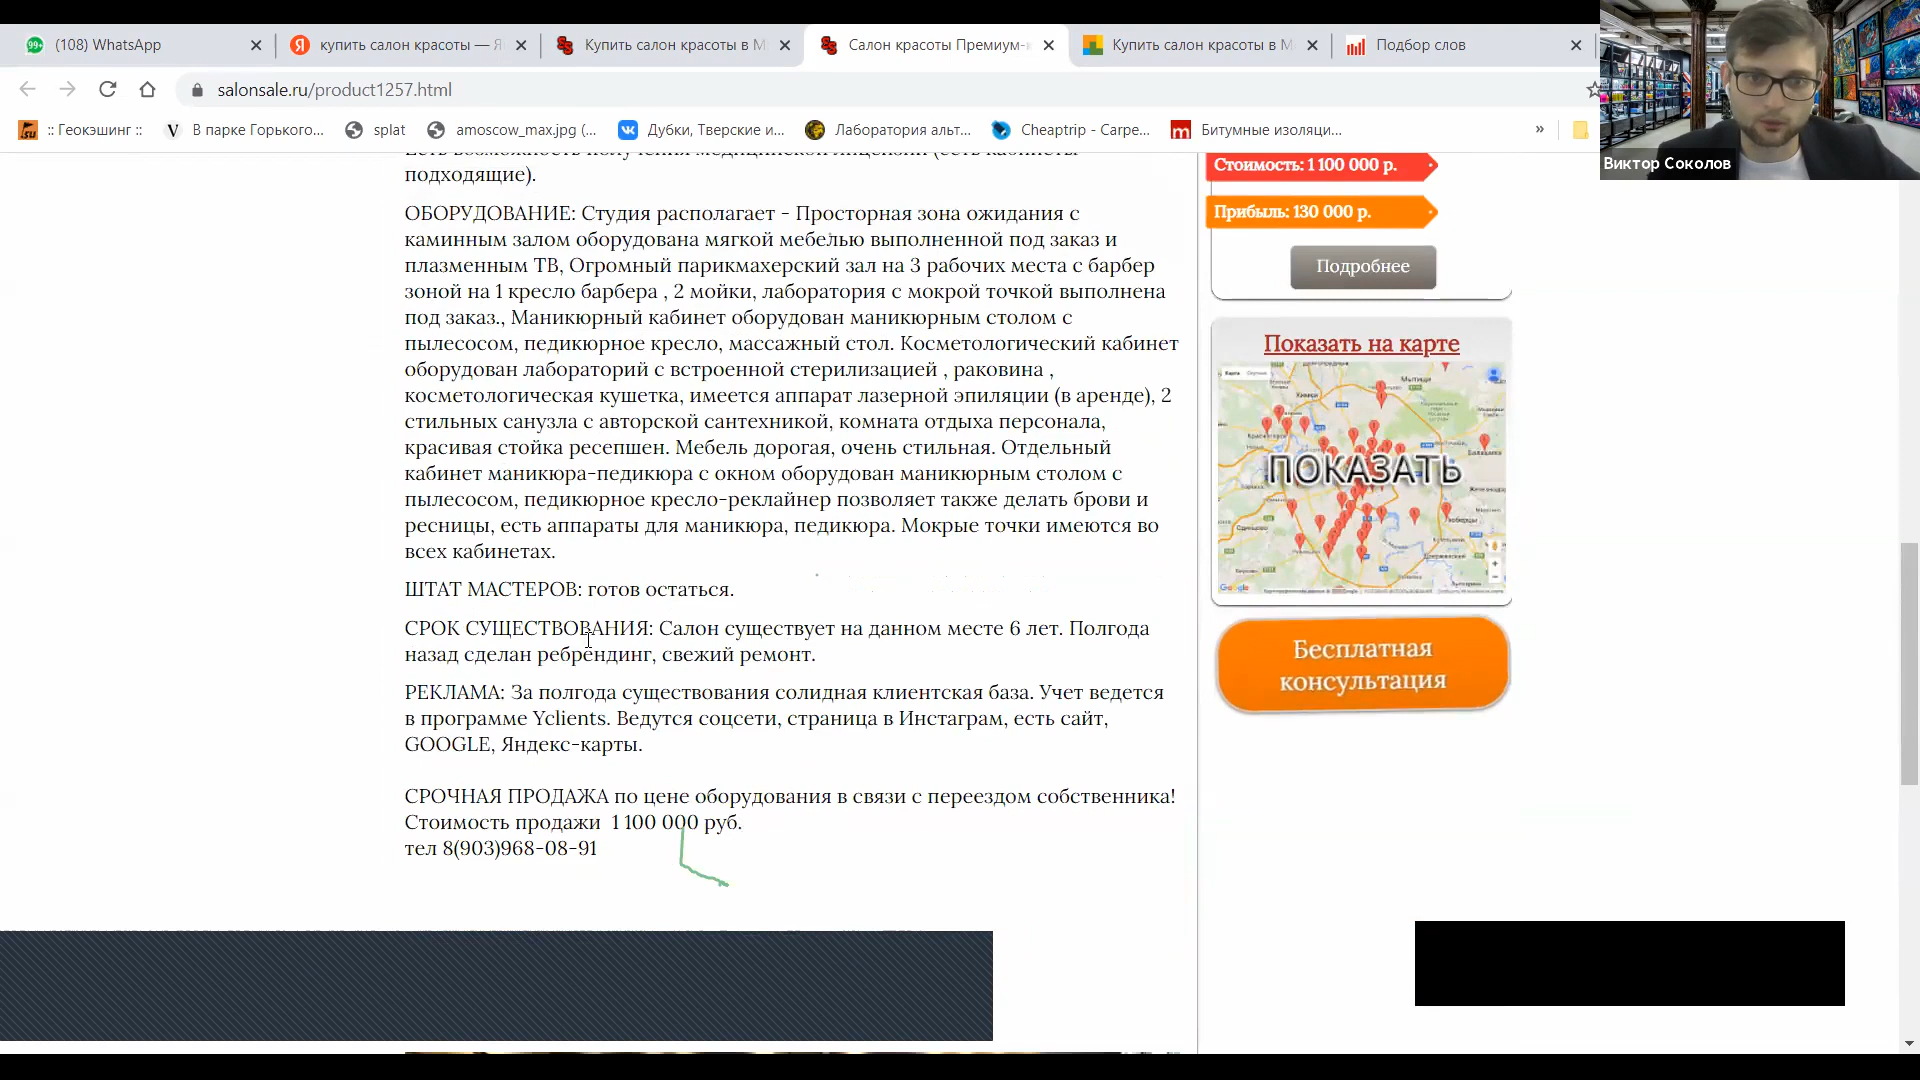 (108) WhatsApp
купить салон красоты —
Купить салон красоты в М
Салон красоты Премиум-
Купить салон красоты в М
Подбор слов
salonsale.ru/product1257.html
:: Геокэшинг ::
В парке Горького...
splat
amoscow_max.jpg (...
Дубки, Тверские и...
Лаборатория альт...
Cheaptrip - Carpe...
Битумные изоляци...
»
Виктор Соколов
подходящие).
ОБОРУДОВАНИЕ: Студия располагает - Просторная зона ожидания с
каминным залом оборудована мягкой мебелью выполненной под заказ и
плазменным ТВ, Огромный парикмахерский зал на 3 рабочих места с барбер
зоной на 1 кресло барбера , 2 мойки, лаборатория с мокрой точкой выполнена
под заказ., Маникюрный кабинет оборудован маникюрным столом с
пылесосом, педикюрное кресло, массажный стол. Косметологический кабинет
оборудован лабораторий с встроенной стерилизацией , раковина ,
косметологическая кушетка, имеется аппарат лазерной эпиляции (в аренде), 2
стильных санузла с авторской сантехникой, комната отдыха персонала,
красивая стойка ресепшен. Мебель дорогая, очень стильная. Отдельный
кабинет маникюра-педикюра с окном оборудован маникюрным столом с
пылесосом, педикюрное кресло-реклайнер позволяет также делать брови и
ресницы, есть аппараты для маникюра, педикюра. Мокрые точки имеются во
всех кабинетах.
ШТАТ МАСТЕРОВ: готов остаться.
СРОК СУЩЕСТВОВАНИЯ: Салон существует на данном месте 6 лет. Полгода
назад сделан ребрендинг, свежий ремонт.
РЕКЛАМА: За полгода существования солидная клиентская база. Учет ведется
в программе Yclients. Ведутся соцсети, страница в Инстаграм, есть сайт,
GOOGLE, Яндекс-карты.
СРОЧНАЯ ПРОДАЖА по цене оборудования в связи с переездом собственника!
Стоимость продажи 1 100 000 руб.
тел 8(903)968-08-91
Стоимость: 1 100 000 р.
Прибыль: 130 000 р.
Подробнее
Показать на карте
Мытищи
Химки
ПОКАЗАТЬ
Google
Бесплатная
консультация